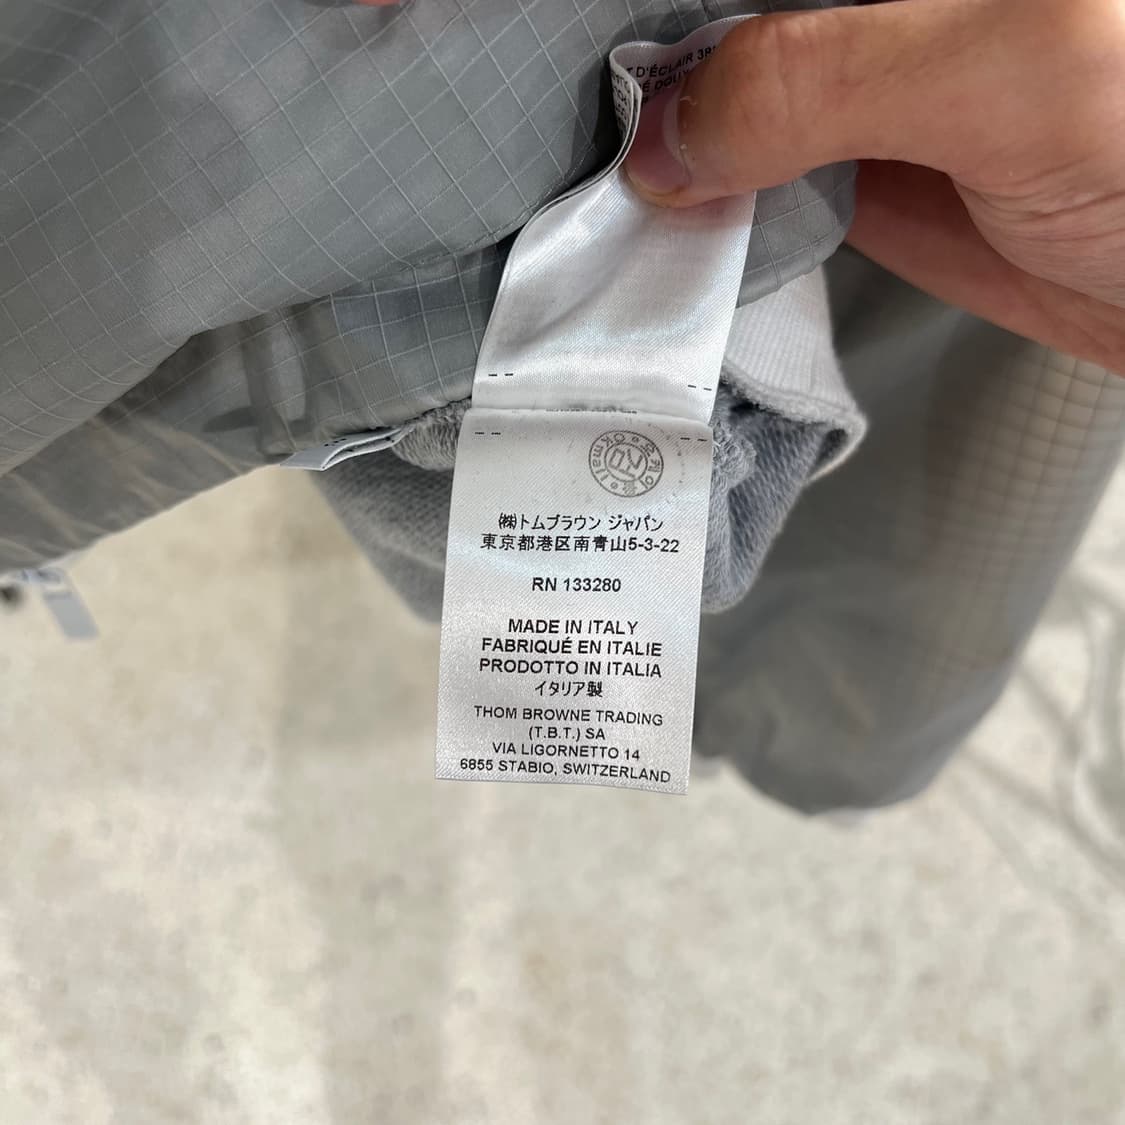 D'ÉCLAIR
㈱トムブラウン ジャパン
東京都港区南青山5-3-22
RN 133280
MADE IN ITALY
FABRIQUÉ EN ITALIE
PRODOTTO IN ITALIA
イタリア製
THOM BROWNE TRADING
(T.B.T.) SA
VIA LIGORNETTO 14
6855 STABIO, SWITZERLAND